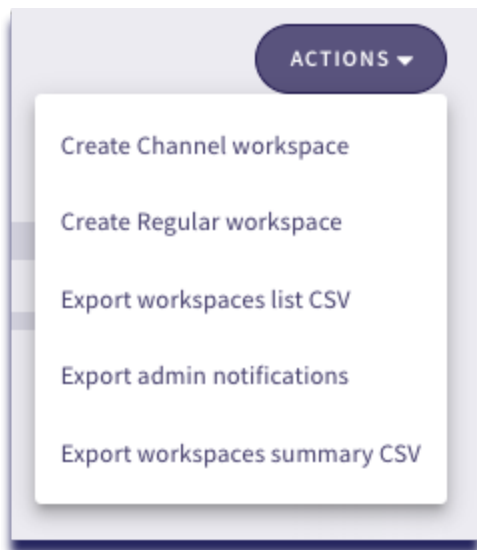 ACTIONS
Create Channel workspace
Create Regular workspace
Export workspaces list CSV
Export admin notifications
Export workspaces summary CSV